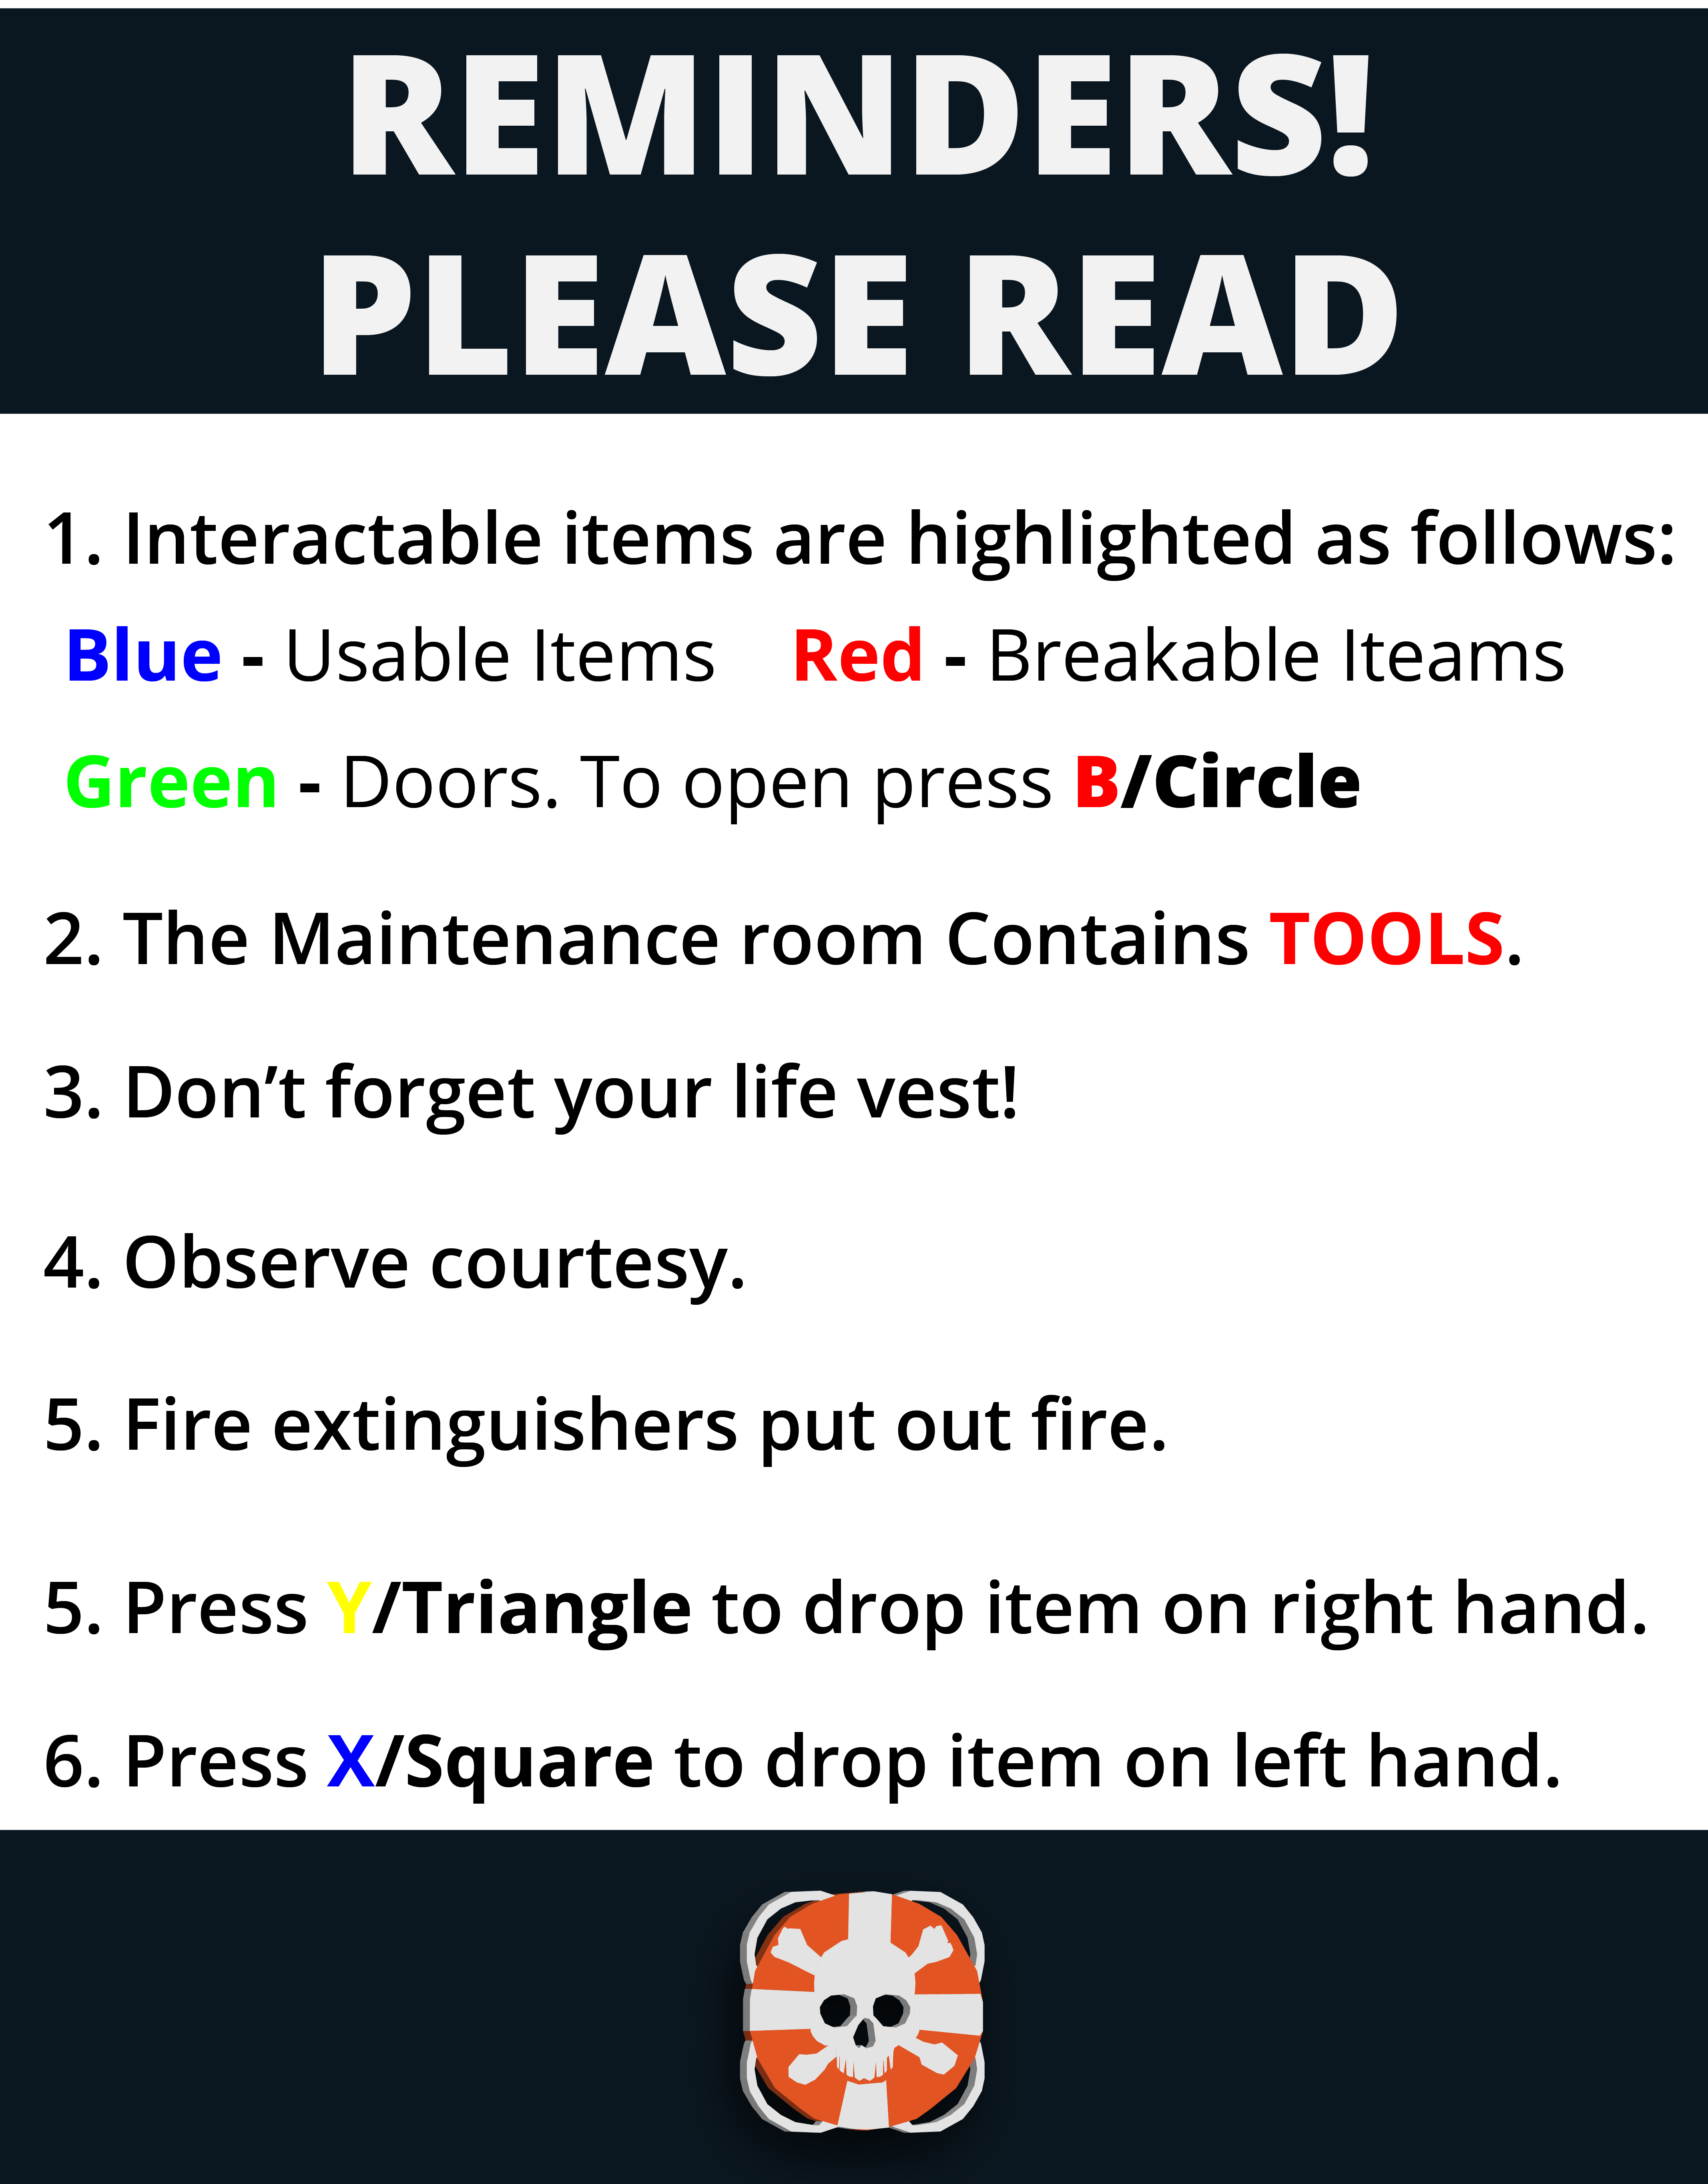 REMINDERS!
PLEASE READ
1. Interactable items are highlighted as follows:
Blue - Usable Items Red - Breakable Iteams
Green - Doors. To open press B/Circle
2. The Maintenance room Contains TOOLS.
3. Don’t forget your life vest!
4. Observe courtesy.
5. Fire extinguishers put out fire.
5. Press Y/Triangle to drop item on right hand.
6. Press X/Square to drop item on left hand.